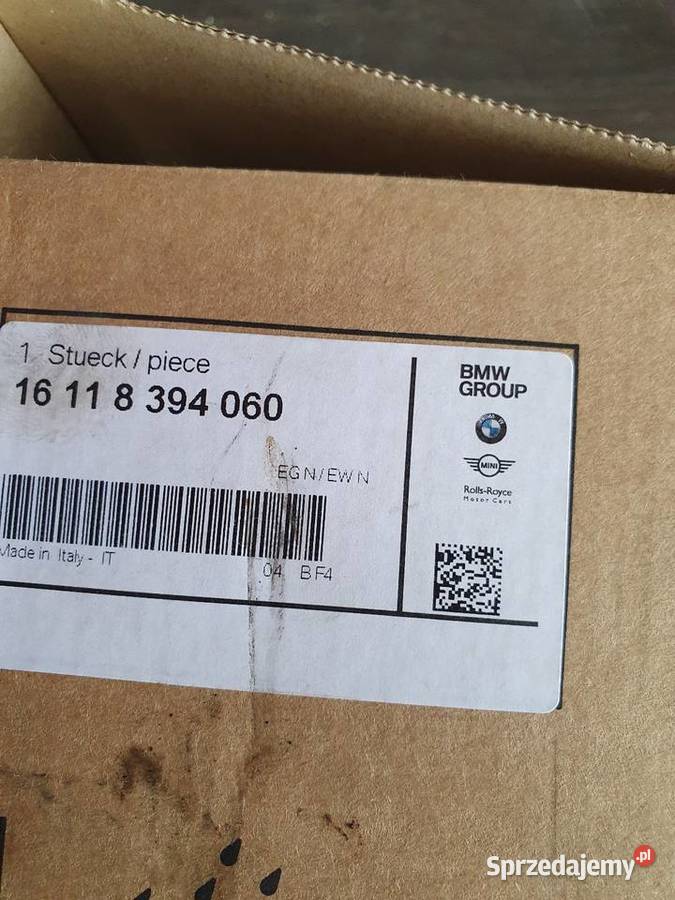 1 Stueck / piece
16 11 8 394 060
EGN/EWN
Made in Italy - IT
04 BF4
BMW
GROUP
MINI
Rolls-Royce
Motor Cars
Sprzedajemy.pl